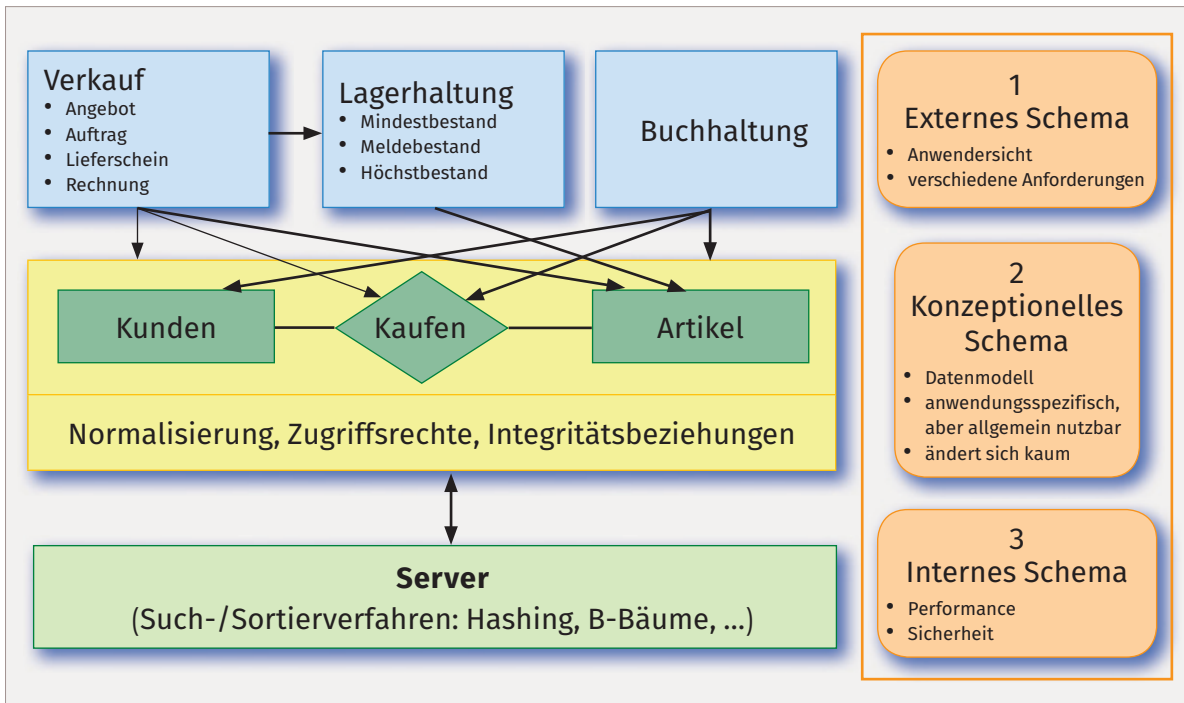 Verkauf
• Angebot
• Auftrag
• Lieferschein
• Rechnung
Lagerhaltung
• Mindestbestand
• Meldebestand
• Höchstbestand
Buchhaltung
Kunden
Kaufen
Artikel
Normalisierung, Zugriffsrechte, Integritätsbeziehungen
Server
(Such-/Sortierverfahren: Hashing, B-Bäume, ...)
1
Externes Schema
• Anwendersicht
• verschiedene Anforderungen
2
Konzeptionelles
Schema
• Datenmodell
• anwendungsspezifisch,
aber allgemein nutzbar
• ändert sich kaum
3
Internes Schema
• Performance
• Sicherheit